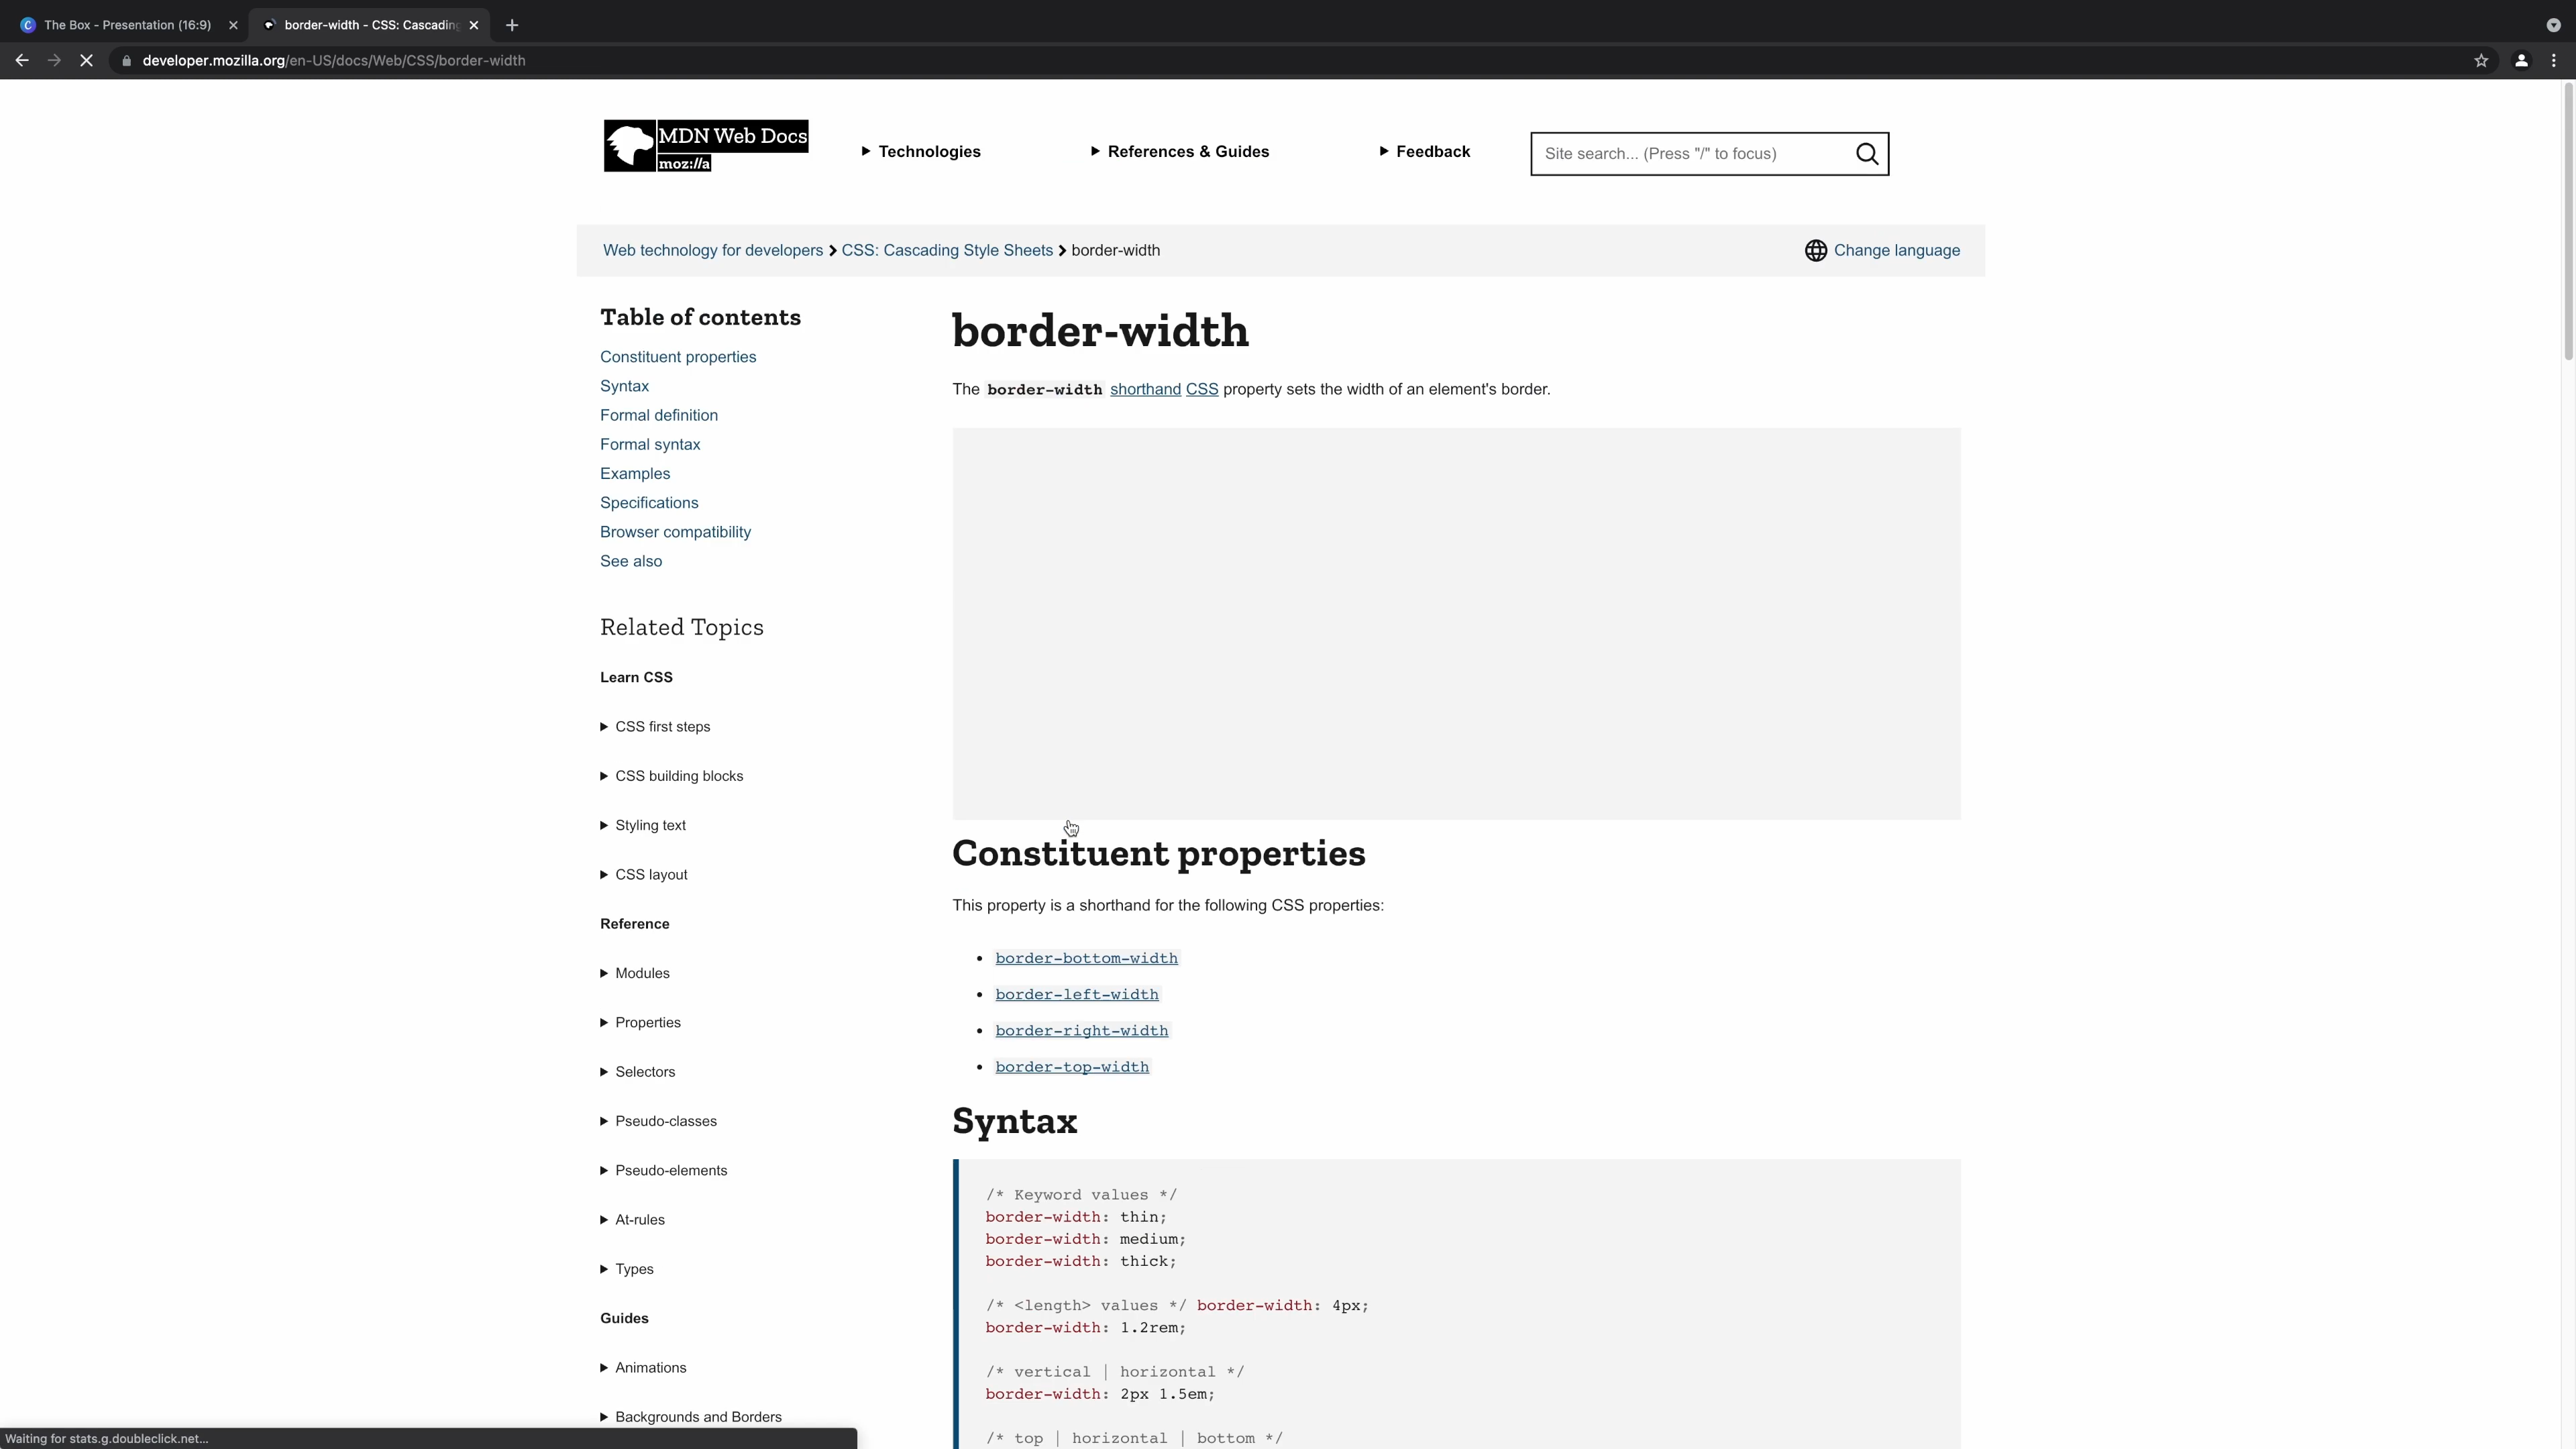 The Box - Presentation (16:9)
border-width - CSS: Cascading
developer.mozilla.org/en-US/docs/Web/CSS/border-width
MDN Web Docs
moz://a
Technologies
References & Guides
Feedback
Site search... (Press "/" to focus)
Web technology for developers
CSS: Cascading Style Sheets
border-width
Change language
Table of contents
Constituent properties
Syntax
Formal definition
Formal syntax
Examples
Specifications
Browser compatibility
See also
Related Topics
Learn CSS
CSS first steps
CSS building blocks
Styling text
CSS layout
Reference
Modules
Properties
Selectors
Pseudo-classes
Pseudo-elements
At-rules
Types
Guides
Animations
Backgrounds and Borders
border-width
The border-width shorthand CSS property sets the width of an element's border.
Constituent properties
This property is a shorthand for the following CSS properties:
border-bottom-width
border-left-width
border-right-width
border-top-width
Syntax
/* Keyword values */
border-width: thin;
border-width: medium;
border-width: thick;
/* <length> values */ border-width: 4px;
border-width: 1.2rem;
/* vertical | horizontal */
border-width: 2px 1.5em;
/* top | horizontal | bottom */
Waiting for stats.g.doubleclick.net...